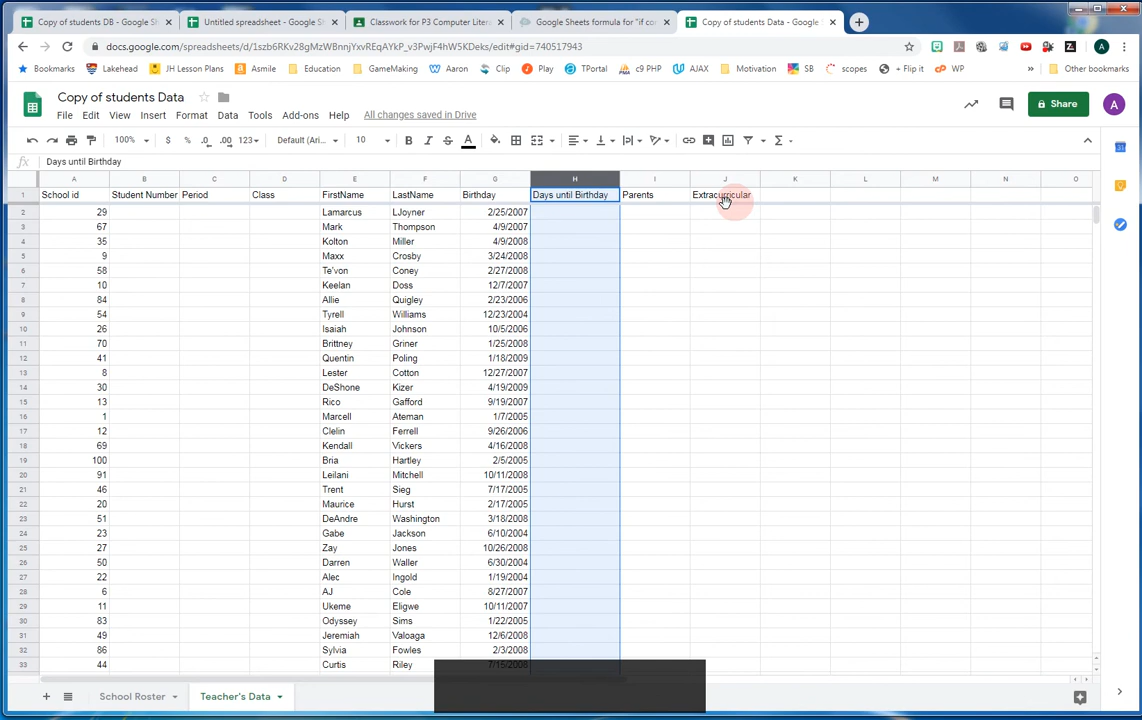 Copy of students DB - Google Sh
Untitled spreadsheet - Google Sh
Classwork for P3 Computer Litera
Google Sheets formula for "if con
Copy of students Data - Google
docs.google.com/spreadsheets/d/1szb6RKv28gMzWBnnjYxvREQAYkP_v3PwjF4hW5KDeks/edit#gid=740517943
Bookmarks Lakehead JH Lesson Plans Asmile Education GameMaking Aaron Clip Play TPortal c9 PHP AJAX Motivation SB scopes + Flip it WP » Other bookmarks
Copy of students Data
File Edit View Insert Format Data Tools Add-ons Help All changes saved in Drive
Share
A
100% $ % .0 .00 123 Default (Ari... 10 B I S A
fx Days until Birthday
A B C D E F G H I J K L M N O
1 School id Student Number Period Class FirstName LastName Birthday Days until Birthday Parents Extracurricular
2 29 Lamarcus LJoyner 2/25/2007
3 67 Mark Thompson 4/9/2007
4 35 Kolton Miller 4/9/2008
5 9 Maxx Crosby 3/24/2008
6 58 Te'von Coney 2/27/2008
7 10 Keelan Doss 12/7/2007
8 84 Allie Quigley 2/23/2006
9 54 Tyrell Williams 12/23/2004
10 26 Isaiah Johnson 10/5/2006
11 70 Brittney Griner 1/25/2008
12 41 Quentin Poling 1/18/2009
13 8 Lester Cotton 12/27/2007
14 30 DeShone Kizer 4/19/2009
15 13 Rico Gafford 9/19/2007
16 1 Marcell Ateman 1/7/2005
17 12 Clelin Ferrell 9/26/2006
18 69 Kendall Vickers 4/16/2008
19 100 Bria Hartley 2/5/2005
20 91 Leilani Mitchell 10/11/2008
21 46 Trent Sieg 7/17/2005
22 20 Maurice Hurst 2/17/2005
23 51 DeAndre Washington 3/18/2008
24 23 Gabe Jackson 6/10/2004
25 27 Zay Jones 10/26/2008
26 50 Darren Waller 6/30/2004
27 22 Alec Ingold 1/19/2004
28 6 AJ Cole 8/27/2007
29 11 Ukeme Eligwe 10/11/2007
30 83 Odyssey Sims 1/22/2005
31 49 Jeremiah Valoaga 12/6/2008
32 86 Sylvia Fowles 2/3/2008
33 44 Curtis Riley 7/15/2008
School Roster Teacher's Data